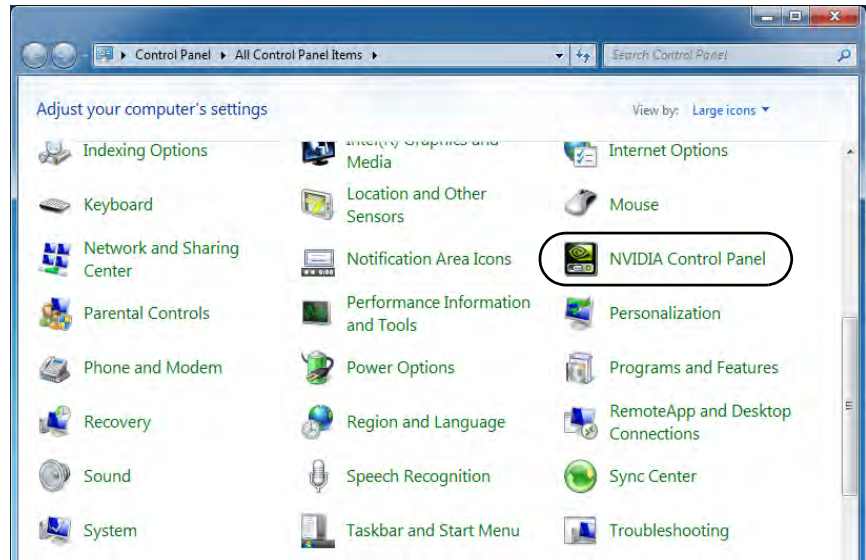 Control Panel ▸ All Control Panel Items ▸
Search Control Panel
Adjust your computer's settings
View by: Large icons
Indexing Options
Intel(R) Graphics and
Media
Internet Options
Keyboard
Location and Other
Sensors
Mouse
Network and Sharing
Center
Notification Area Icons
NVIDIA Control Panel
Parental Controls
Performance Information
and Tools
Personalization
Phone and Modem
Power Options
Programs and Features
Recovery
Region and Language
RemoteApp and Desktop
Connections
Sound
Speech Recognition
Sync Center
System
Taskbar and Start Menu
Troubleshooting